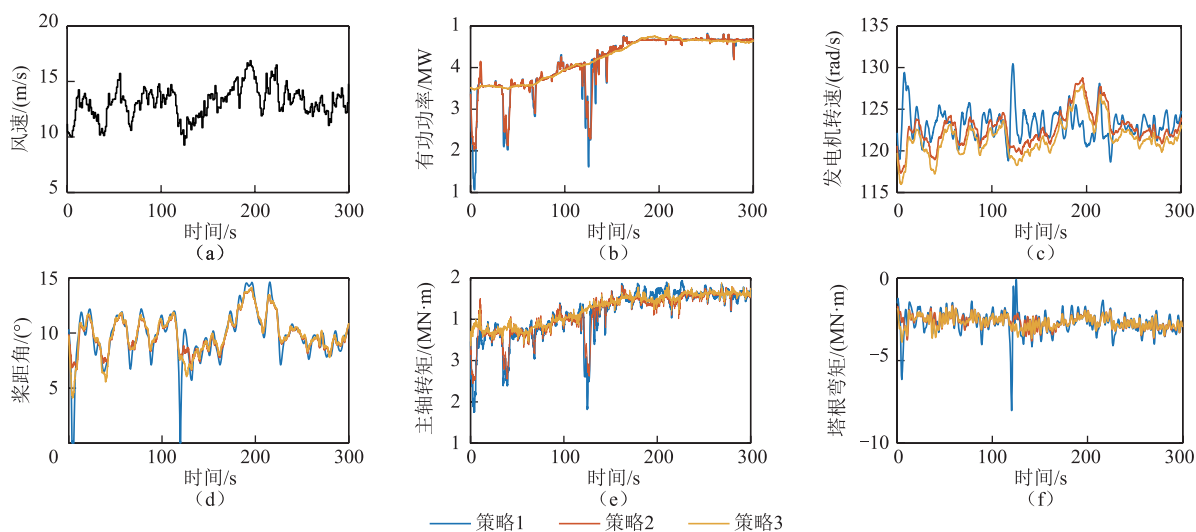 20
15
10
5
风速/(m/s)
0 100 200 300
时间/s
(a)
1
4
3
2
1
有功功率/MW
0 100 200 300
时间/s
(b)
135
130
125
120
115
发电机转速/(rad/s)
0 100 200 300
时间/s
(c)
15
10
5
0
桨距角/(°)
0 100 200 300
时间/s
(d)
2
1
3
2
1
主轴转矩/(MN·m)
0 100 200 300
时间/s
(e)
0
−5
−10
塔根弯矩/(MN·m)
0 100 200 300
时间/s
(f)
策略1 策略2 策略3